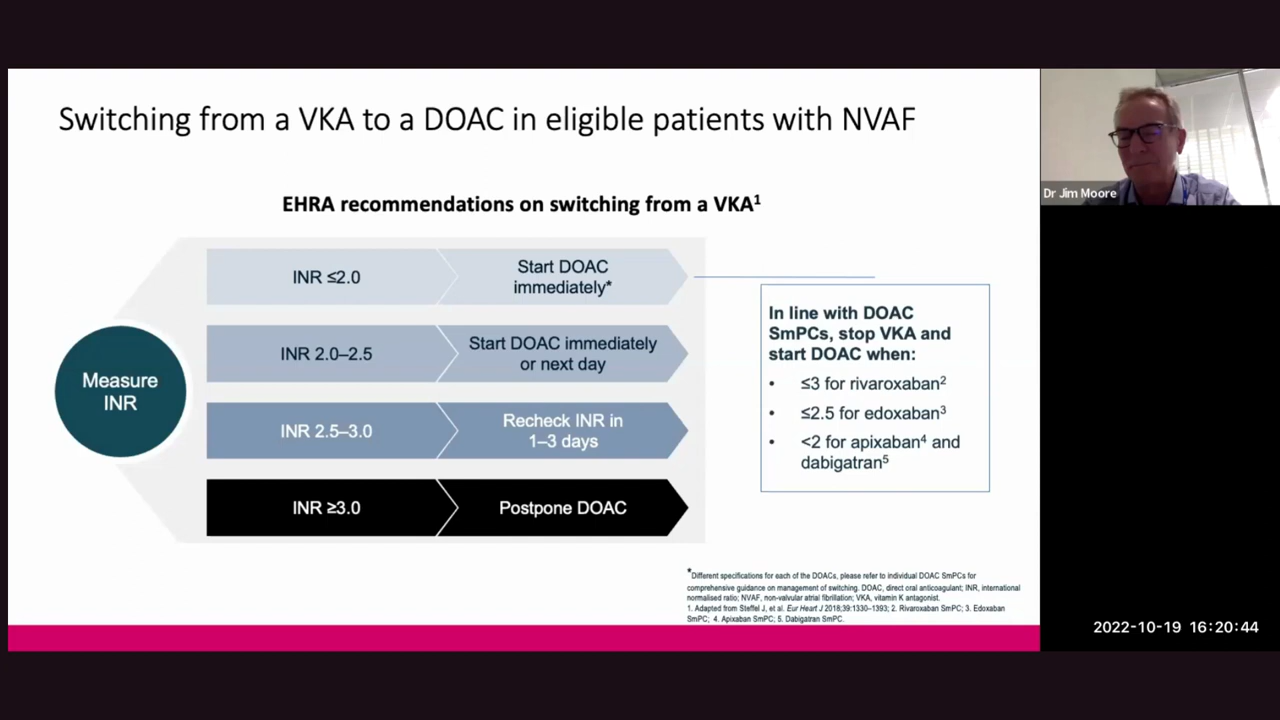 Switching from a VKA to a DOAC in eligible patients with NVAF
EHRA recommendations on switching from a VKA1
Measure
INR
INR ≤2.0
Start DOAC
immediately*
INR 2.0–2.5
Start DOAC immediately
or next day
INR 2.5–3.0
Recheck INR in
1–3 days
INR ≥3.0
Postpone DOAC
In line with DOAC
SmPCs, stop VKA and
start DOAC when:
• ≤3 for rivaroxaban2
• ≤2.5 for edoxaban3
• <2 for apixaban4 and
dabigatran5
*Different specifications for each of the DOACs, please refer to individual DOAC SmPCs for
comprehensive guidance on management of switching. DOAC, direct oral anticoagulant; INR, international
normalised ratio; NVAF, non-valvular atrial fibrillation; VKA, vitamin K antagonist.
1. Adapted from Steffel J, et al. Eur Heart J 2018;39:1330–1393; 2. Rivaroxaban SmPC; 3. Edoxaban
SmPC; 4. Apixaban SmPC; 5. Dabigatran SmPC.
Dr Jim Moore
2022-10-19 16:20:44